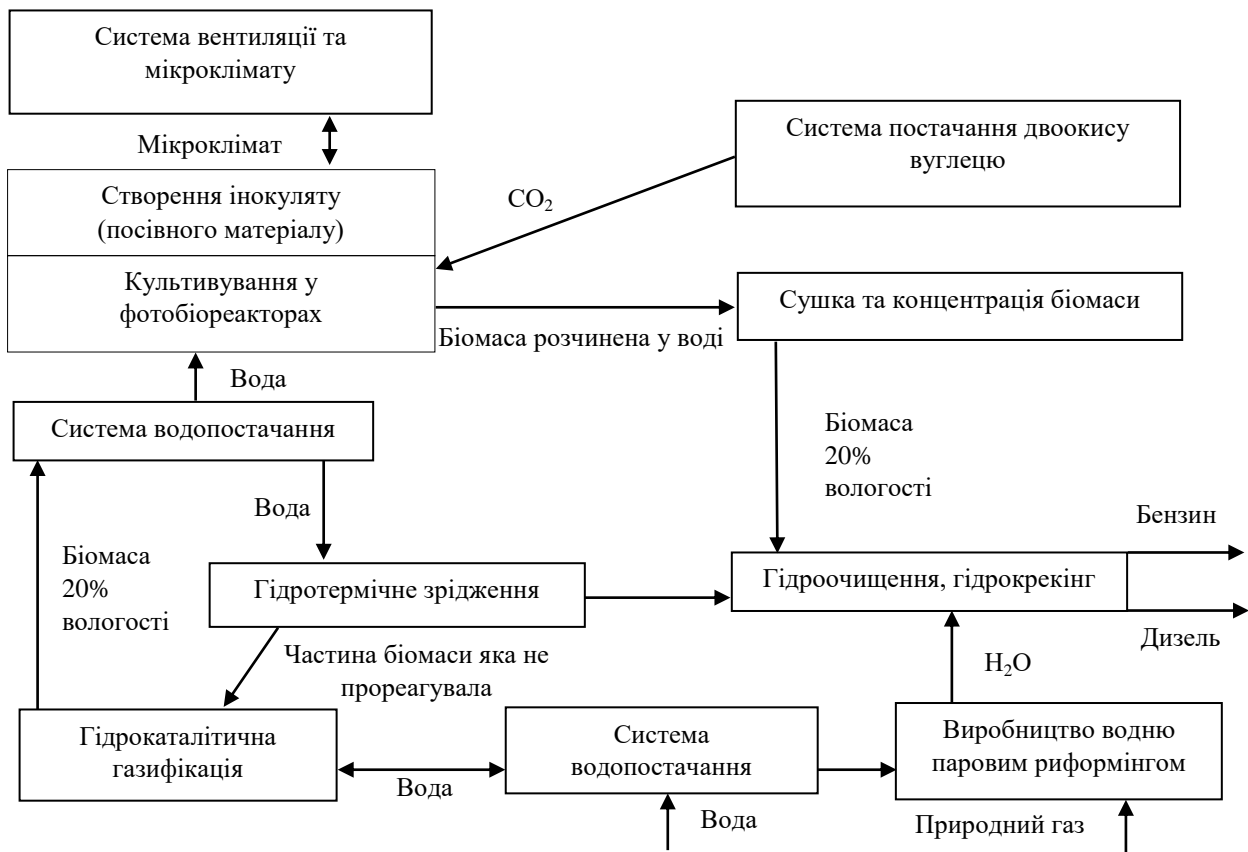 Система вентиляції та
мікроклімату
Мікроклімат
Система постачання двоокису
вуглецю
CO₂
Створення інокуляту
(посівного матеріалу)
Культивування у
фотобіореакторах
Сушка та концентрація біомаси
Біомаса розчинена у воді
Вода
Система водопостачання
Біомаса
20%
вологості
Вода
Бензин
Біомаса
20%
вологості
Гідротермічне зрідження
Гідроочищення, гідрокрекінг
Дизель
Частина біомаси яка не
прореагувала
H₂O
Гідрокаталітична
газифікація
Система
водопостачання
Виробництво водню
паровим риформінгом
Вода
Вода
Природний газ